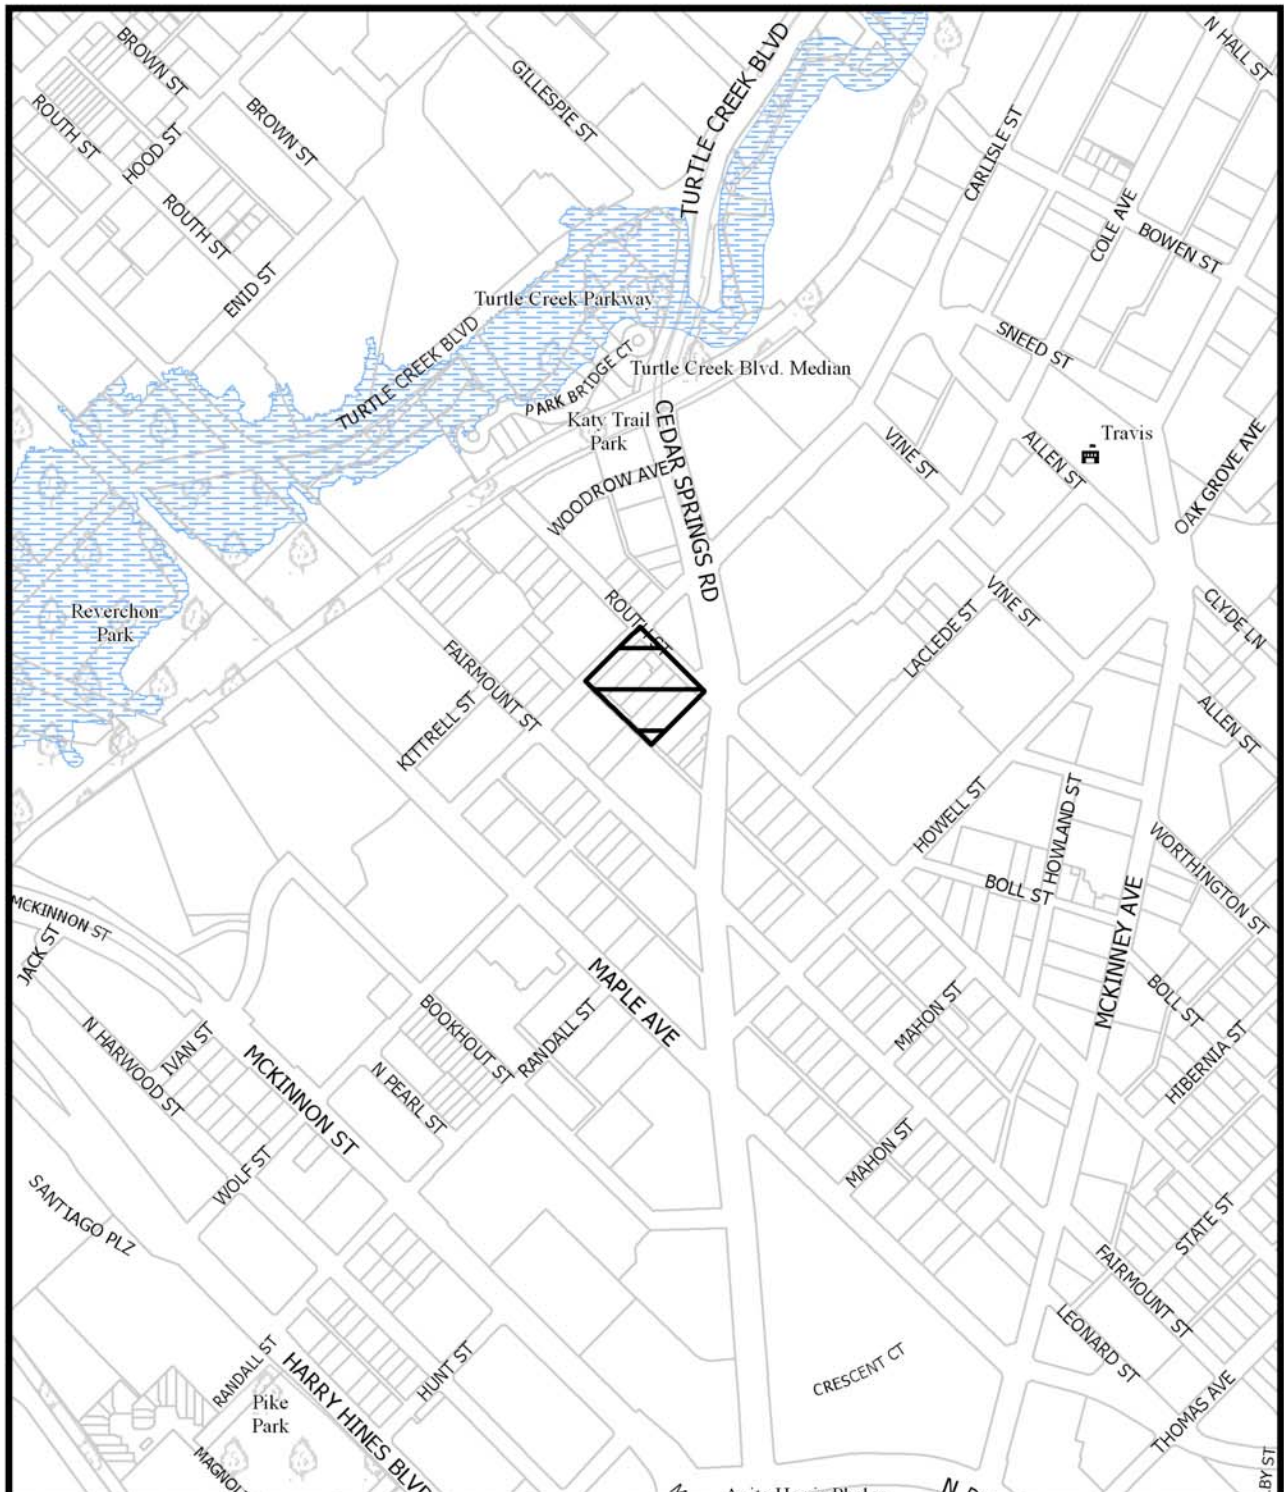 BROWN ST
GILLESPIE ST
TURTLE CREEK BLVD
N HALL ST
ROUTH ST
HOOD ST
BROWN ST
CARLISLE ST
ROUTH ST
COLE AVE
BOWEN ST
ENID ST
Turtle Creek Parkway
TURTLE CREEK BLVD
SNEED ST
Turtle Creek Blvd. Median
PARK BRIDGE CT
Katy Trail
Park
CEDAR SPRINGS RD
VINE ST
ALLEN ST
Travis
OAK GROVE AVE
WOODROW AVE
Reverchon
Park
ROUTH ST
VINE ST
CLYDE LN
LACLEDE ST
FAIRMOUNT ST
KITTRELL ST
ALLEN ST
HOWELL ST
HOWLAND ST
WORTHINGTON ST
BOLL ST
MCKINNON ST
JACK ST
MCKINNEY AVE
MAPLE AVE
BOOKHOUT ST
RANDALL ST
MAHON ST
BOLL ST
HIBERNIA ST
N HARWOOD ST
IVAN ST
MCKINNON ST
N PEARL ST
MAHON ST
WOLF ST
SANTIAGO PLZ
STATE ST
FAIRMOUNT ST
LEONARD ST
RANDALL ST
HARRY HINES BLVD
HUNT ST
CRESCENT CT
THOMAS AVE
Pike
Park